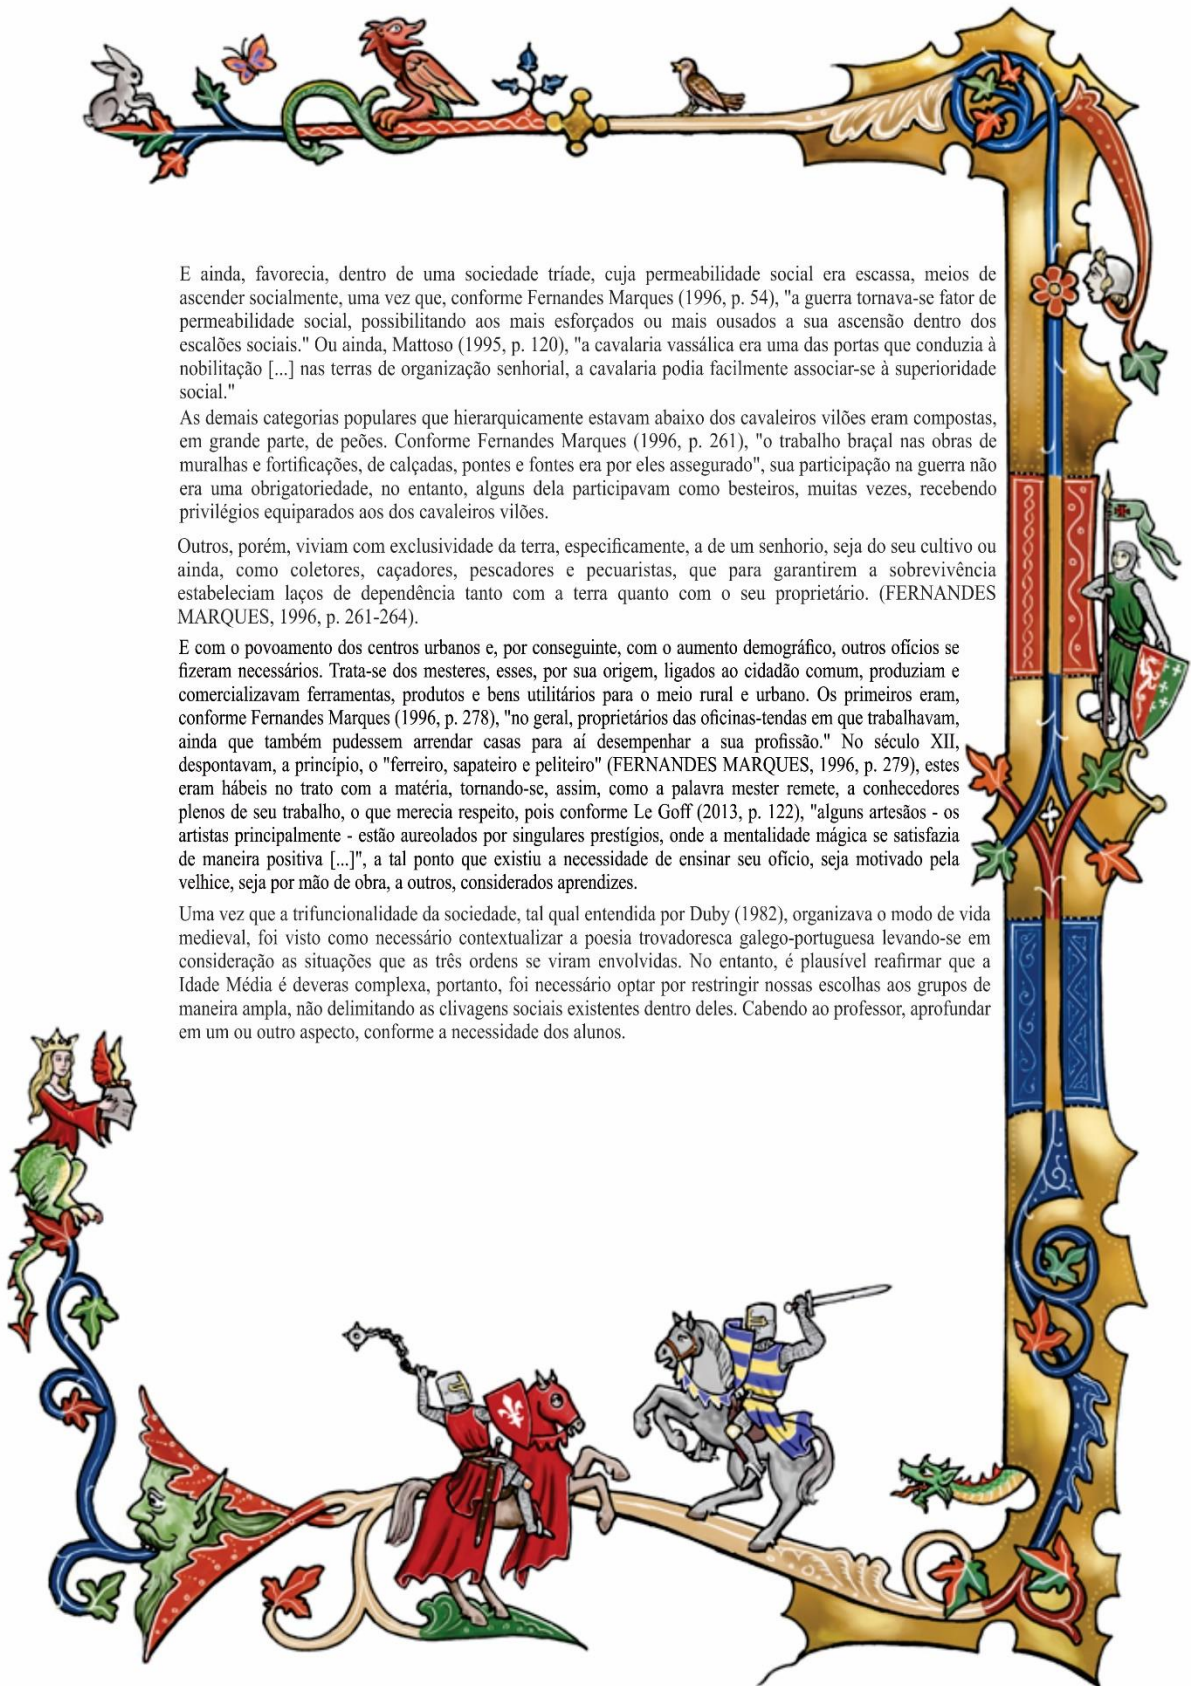 E ainda, favorecia, dentro de uma sociedade tríade, cuja permeabilidade social era escassa, meios de
ascender socialmente, uma vez que, conforme Fernandes Marques (1996, p. 54), "a guerra tornava-se fator de
permeabilidade social, possibilitando aos mais esforçados ou mais ousados a sua ascensão dentro dos
escalões sociais." Ou ainda, Mattoso (1995, p. 120), "a cavalaria vassálica era uma das portas que conduzia à
nobilitação [...] nas terras de organização senhorial, a cavalaria podia facilmente associar-se à superioridade
social."
As demais categorias populares que hierarquicamente estavam abaixo dos cavaleiros vilões eram compostas,
em grande parte, de peões. Conforme Fernandes Marques (1996, p. 261), "o trabalho braçal nas obras de
muralhas e fortificações, de calçadas, pontes e fontes era por eles assegurado", sua participação na guerra não
era uma obrigatoriedade, no entanto, alguns dela participavam como besteiros, muitas vezes, recebendo
privilégios equiparados aos dos cavaleiros vilões.
Outros, porém, viviam com exclusividade da terra, especificamente, a de um senhorio, seja do seu cultivo ou
ainda, como coletores, caçadores, pescadores e pecuaristas, que para garantirem a sobrevivência
estabeleciam laços de dependência tanto com a terra quanto com o seu proprietário. (FERNANDES
MARQUES, 1996, p. 261-264).
E com o povoamento dos centros urbanos e, por conseguinte, com o aumento demográfico, outros ofícios se
fizeram necessários. Trata-se dos mesteres, esses, por sua origem, ligados ao cidadão comum, produziam e
comercializavam ferramentas, produtos e bens utilitários para o meio rural e urbano. Os primeiros eram,
conforme Fernandes Marques (1996, p. 278), "no geral, proprietários das oficinas-tendas em que trabalhavam,
ainda que também pudessem arrendar casas para aí desempenhar a sua profissão." No século XII,
despontavam, a princípio, o "ferreiro, sapateiro e peliteiro" (FERNANDES MARQUES, 1996, p. 279), estes
eram hábeis no trato com a matéria, tornando-se, assim, como a palavra mester remete, a conhecedores
plenos de seu trabalho, o que merecia respeito, pois conforme Le Goff (2013, p. 122), "alguns artesãos - os
artistas principalmente - estão aureolados por singulares prestígios, onde a mentalidade mágica se satisfazia
de maneira positiva [...]", a tal ponto que existiu a necessidade de ensinar seu ofício, seja motivado pela
velhice, seja por mão de obra, a outros, considerados aprendizes.
Uma vez que a trifuncionalidade da sociedade, tal qual entendida por Duby (1982), organizava o modo de vida
medieval, foi visto como necessário contextualizar a poesia trovadoresca galego-portuguesa levando-se em
consideração as situações que as três ordens se viram envolvidas. No entanto, é plausível reafirmar que a
Idade Média é deveras complexa, portanto, foi necessário optar por restringir nossas escolhas aos grupos de
maneira ampla, não delimitando as clivagens sociais existentes dentro deles. Cabendo ao professor, aprofundar
em um ou outro aspecto, conforme a necessidade dos alunos.